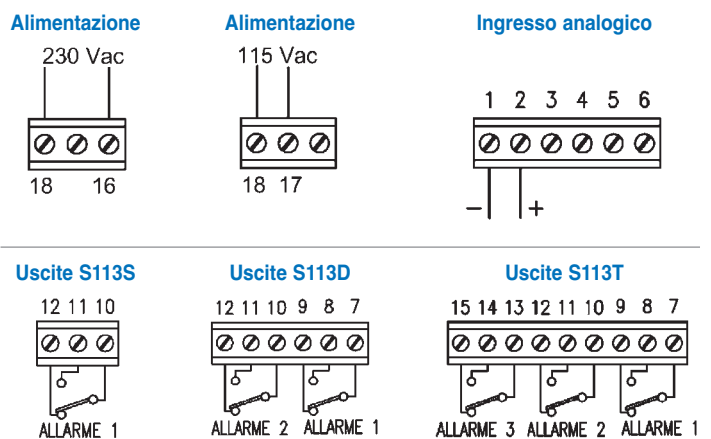 Alimentazione
230 Vac
18 16
Alimentazione
115 Vac
18 17
Ingresso analogico
1 2 3 4 5 6
- +
Uscite S113S
12 11 10
ALLARME 1
Uscite S113D
12 11 10 9 8 7
ALLARME 2 ALLARME 1
Uscite S113T
15 14 13 12 11 10 9 8 7
ALLARME 3 ALLARME 2 ALLARME 1